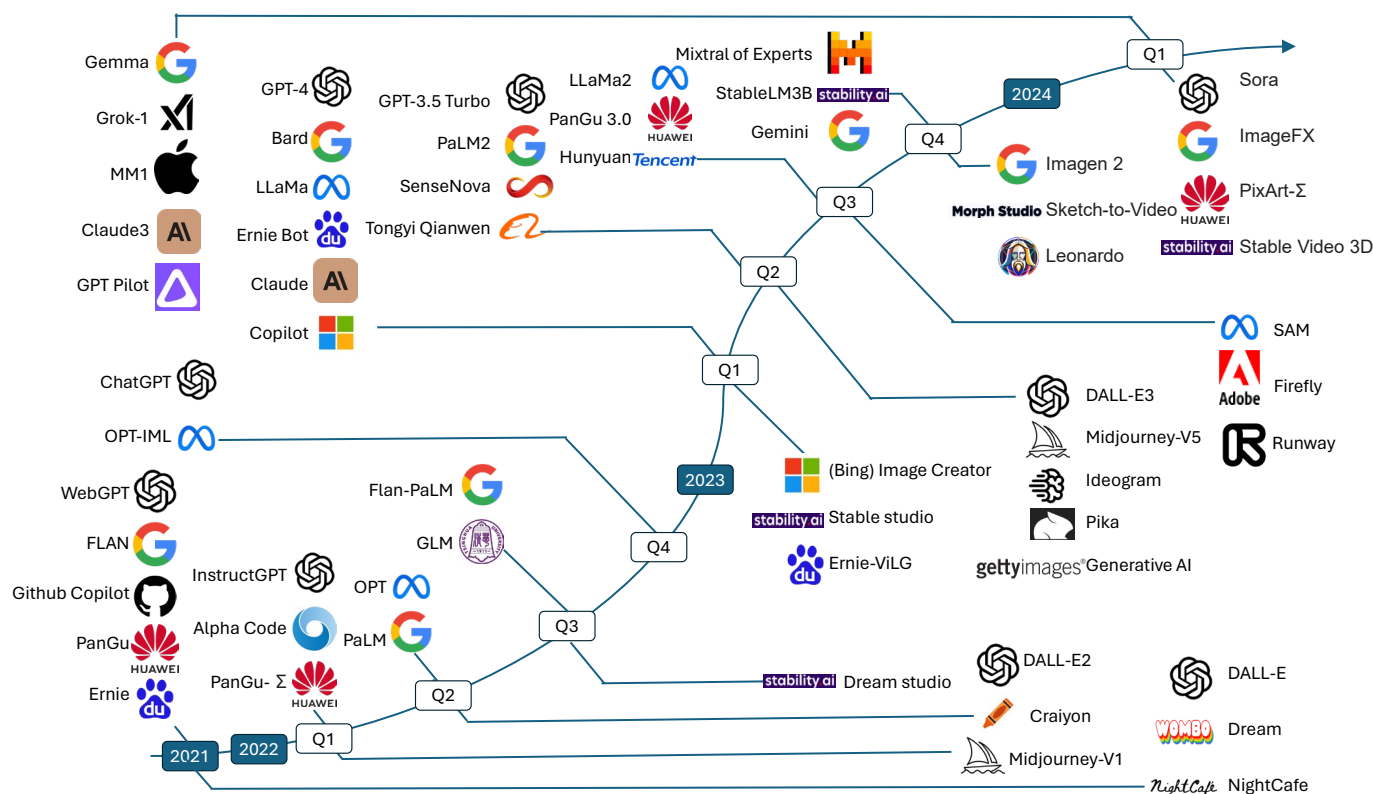 Gemma
Grok-1
MM1
Claude3
GPT Pilot
GPT-4
Bard
LLaMa
Ernie Bot
du
Claude
Copilot
GPT-3.5 Turbo
PaLM2
SenseNova
Tongyi Qianwen
LLaMa2
PanGu 3.0
HUAWEI
Hunyuan Tencent
Mixtral of Experts
StableLM3B stability ai
Gemini
Q1
2024
Q4
Q3
Q2
Q1
2023
Q4
Q3
Q2
Q1
2022
2021
Sora
ImageFX
PixArt-Σ
HUAWEI
stability ai Stable Video 3D
Imagen 2
Morph Studio Sketch-to-Video
Leonardo
SAM
Adobe
Firefly
Runway
DALL-E3
Midjourney-V5
Ideogram
Pika
gettyimages® Generative AI
(Bing) Image Creator
stability ai Stable studio
du Ernie-ViLG
ChatGPT
OPT-IML
WebGPT
FLAN
Github Copilot
PanGu
HUAWEI
Ernie
du
InstructGPT
Alpha Code
PanGu- Σ
HUAWEI
Flan-PaLM
GLM
OPT
PaLM
stability ai Dream studio
DALL-E2
Craiyon
Midjourney-V1
DALL-E
WOMBO Dream
NightCafé NightCafe